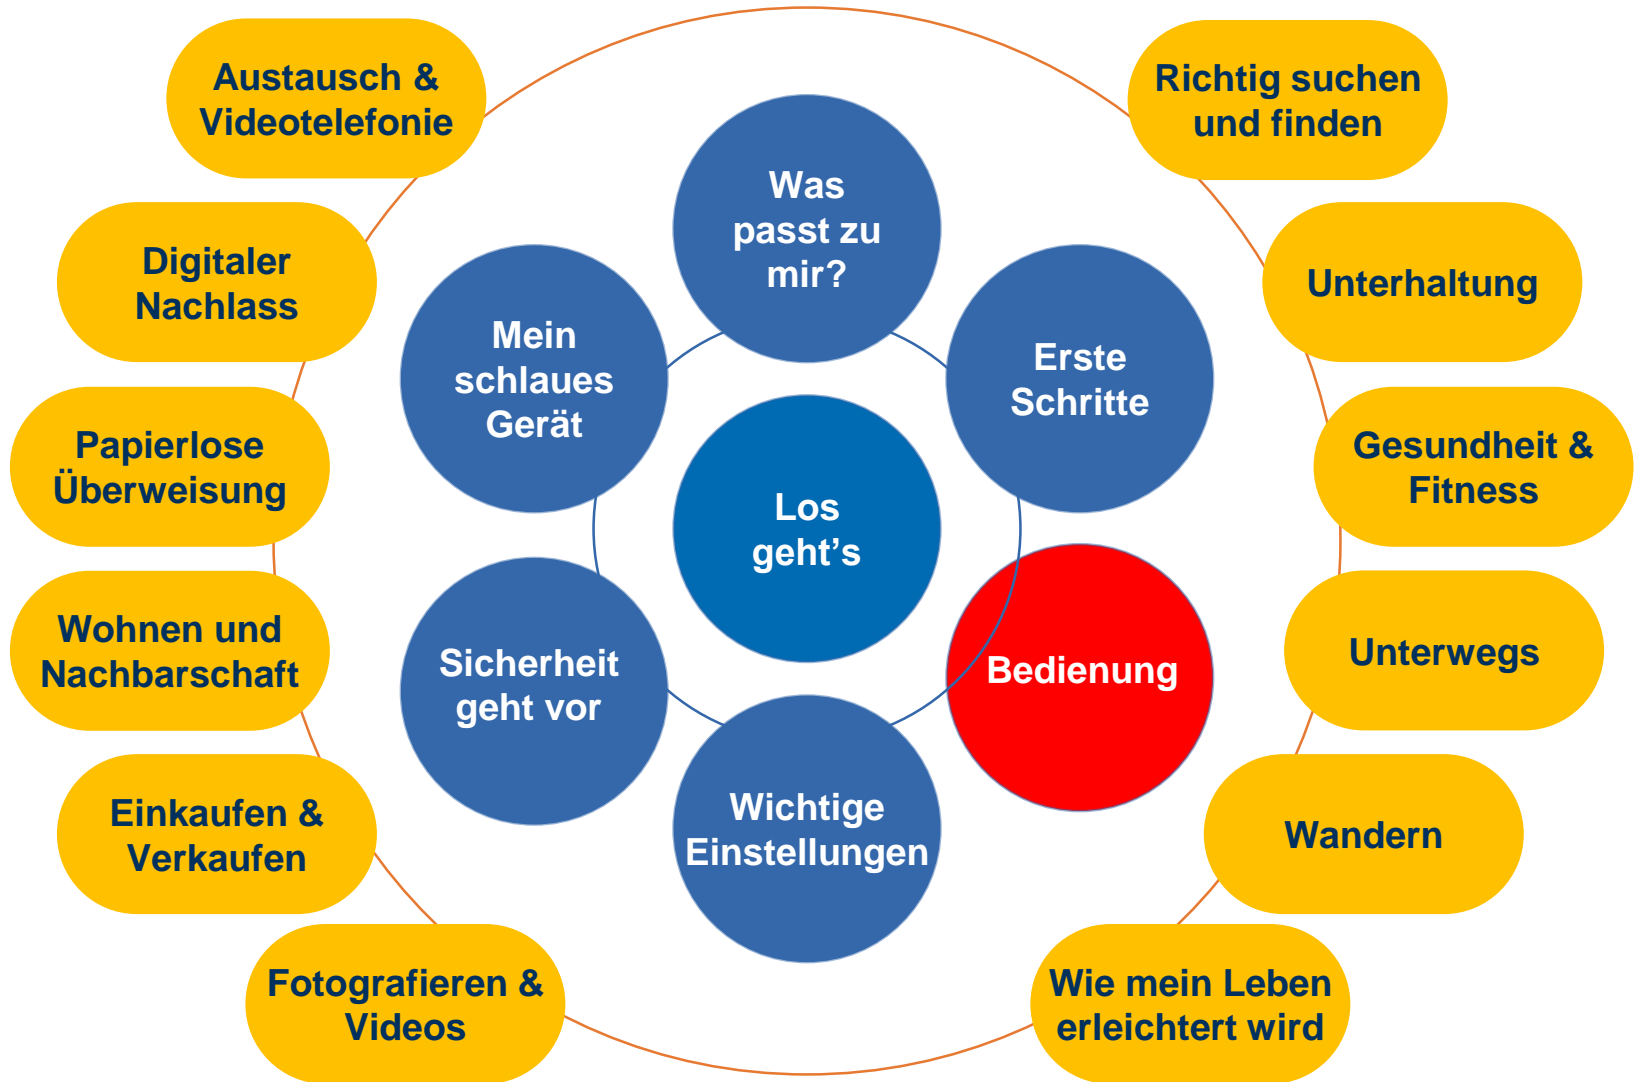 Austausch &
Videotelefonie
Richtig suchen
und finden
Was
passt zu
mir?
Digitaler
Nachlass
Unterhaltung
Mein
schlaues
Gerät
Erste
Schritte
Papierlose
Überweisung
Gesundheit &
Fitness
Los
geht’s
Wohnen und
Nachbarschaft
Sicherheit
geht vor
Bedienung
Unterwegs
Einkaufen &
Verkaufen
Wichtige
Einstellungen
Wandern
Fotografieren &
Videos
Wie mein Leben
erleichtert wird